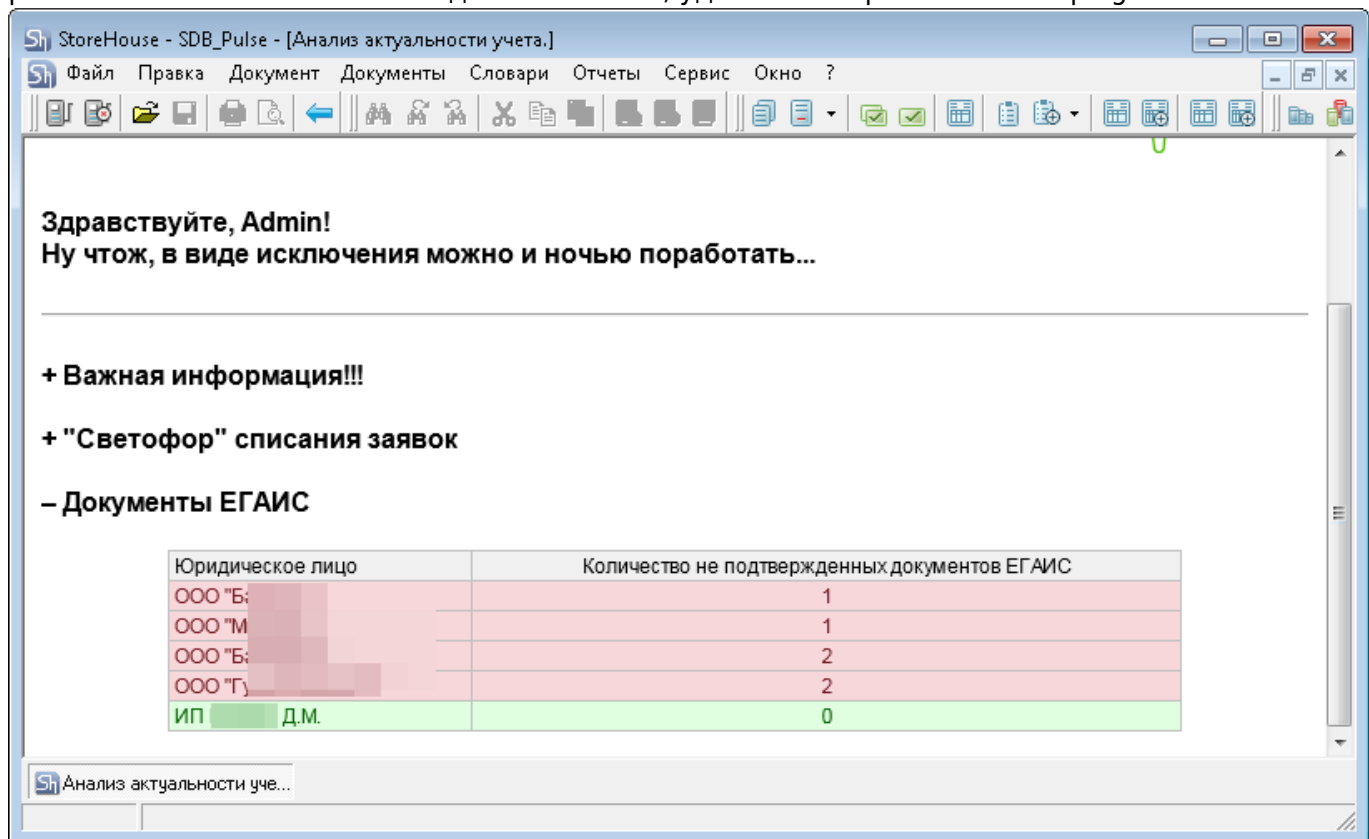 StoreHouse - SDB_Pulse - [Анализ актуальности учета.]
Файл Правка Документ Документы Словари Отчеты Сервис Окно ?
Здравствуйте, Admin!
Ну чтож, в виде исключения можно и ночью поработать...
+ Важная информация!!!
+ "Светофор" списания заявок
– Документы ЕГАИС
Юридическое лицо Количество не подтвержденных документов ЕГАИС
ООО 1
ООО 1
ООО 2
ООО 2
ИП Д.М. 0
Анализ актуальности уче...